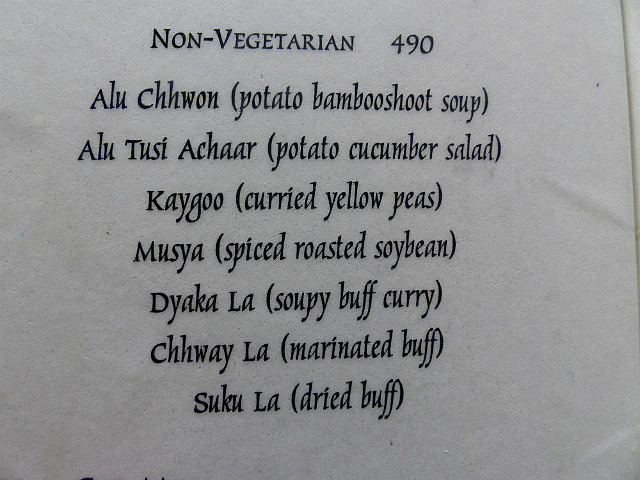 Non-Vegetarian 490
Alu Chhwon (potato bambooshoot soup)
Alu Tusi Achaar (potato cucumber salad)
Kaygoo (curried yellow peas)
Musya (spiced roasted soybean)
Dyaka La (soupy buff curry)
Chhway La (marinated buff)
Suku La (dried buff)